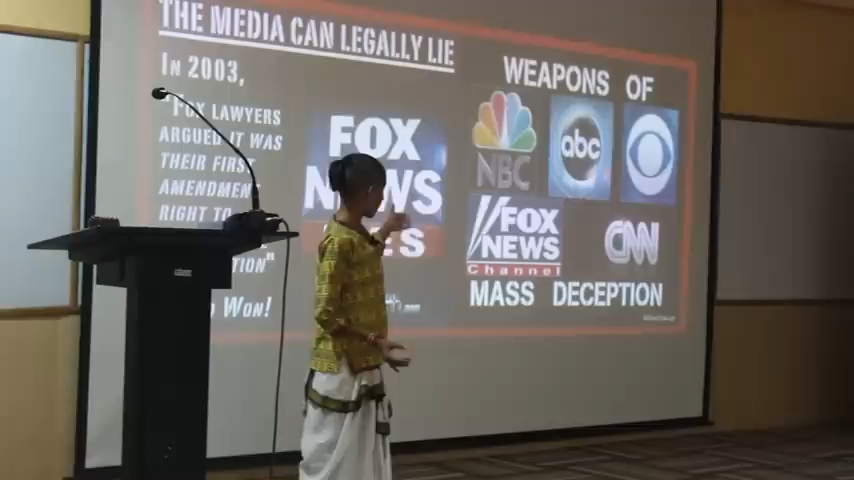 THE MEDIA CAN LEGALLY LIE
IN 2003,
"FOX LAWYERS
ARGUED IT WAS
THEIR FIRST
AMENDMENT
RIGHT TO
WON!
FOX
NEWS
WEAPONS OF
NBC
abc
FOX
NEWS
Channel
CNN
MASS DECEPTION